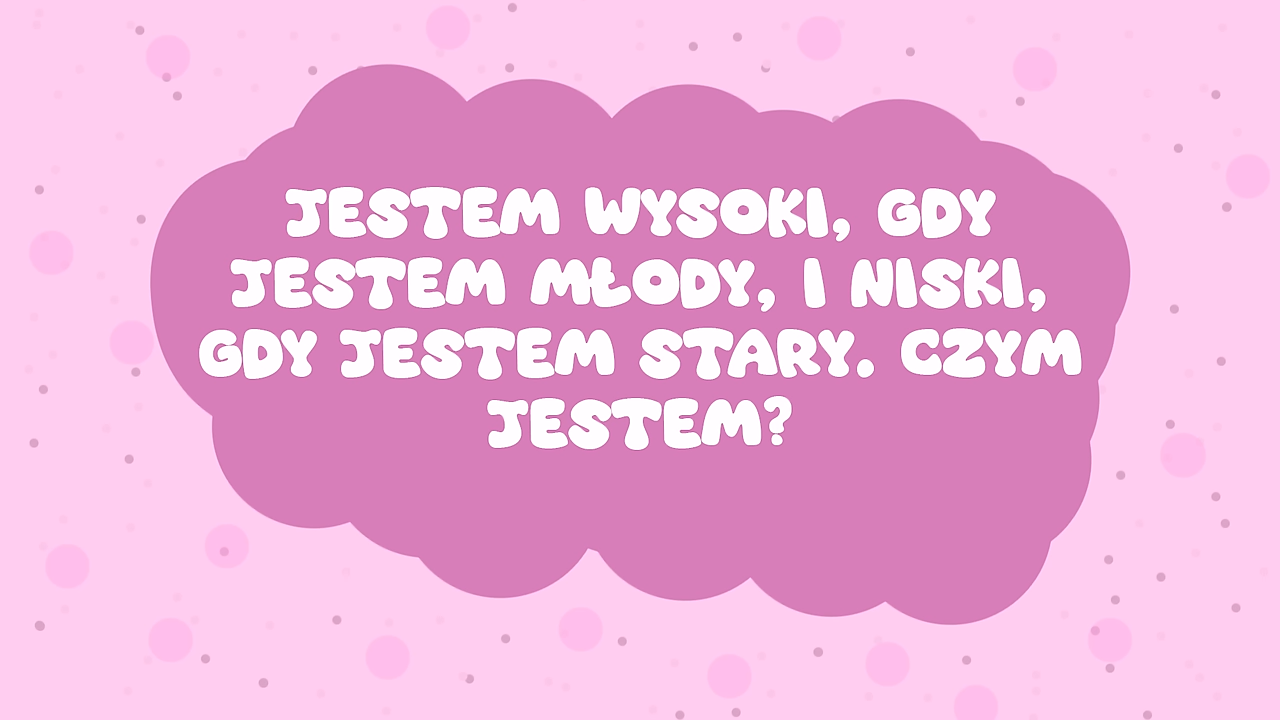 JESTEM WYSOKI, GDY
JESTEM MŁODY, I NISKI,
GDY JESTEM STARY. CZYM
JESTEM?